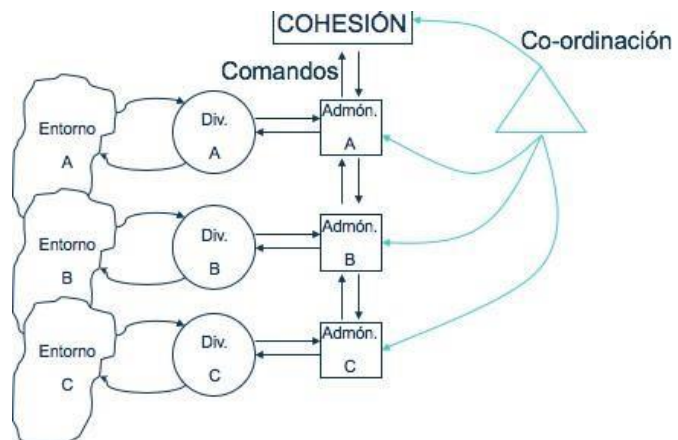 COHESIÓN
Co-ordinación
Comandos
Entorno
A
Div.
A
Admón.
A
Entorno
B
Div.
B
Admón.
B
Entorno
C
Div.
C
Admón.
C